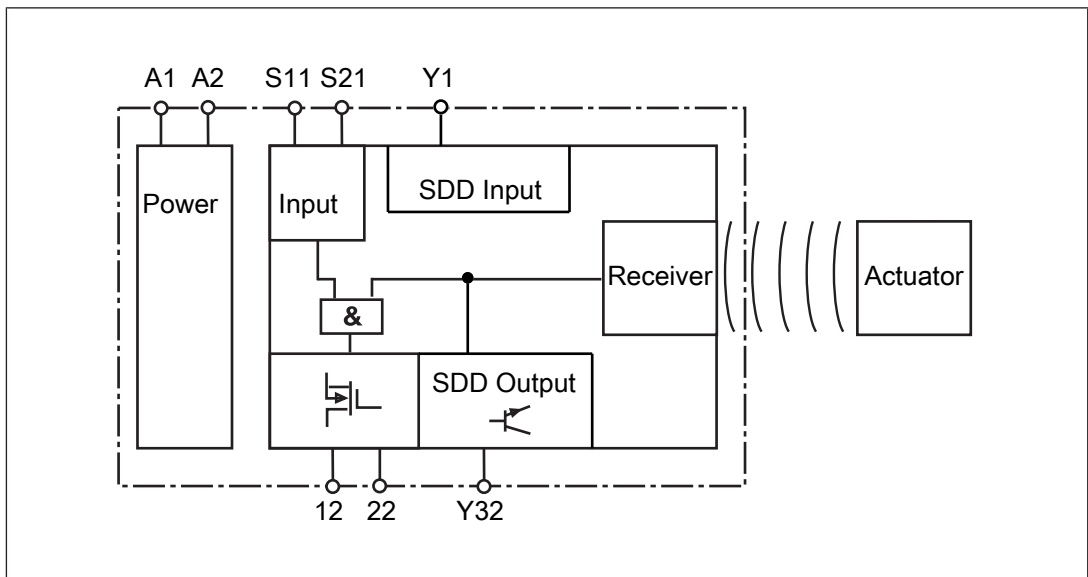 A1 A2 S11 S21 Y1
Power
Input
SDD Input
Receiver
Actuator
&
SDD Output
12 22 Y32